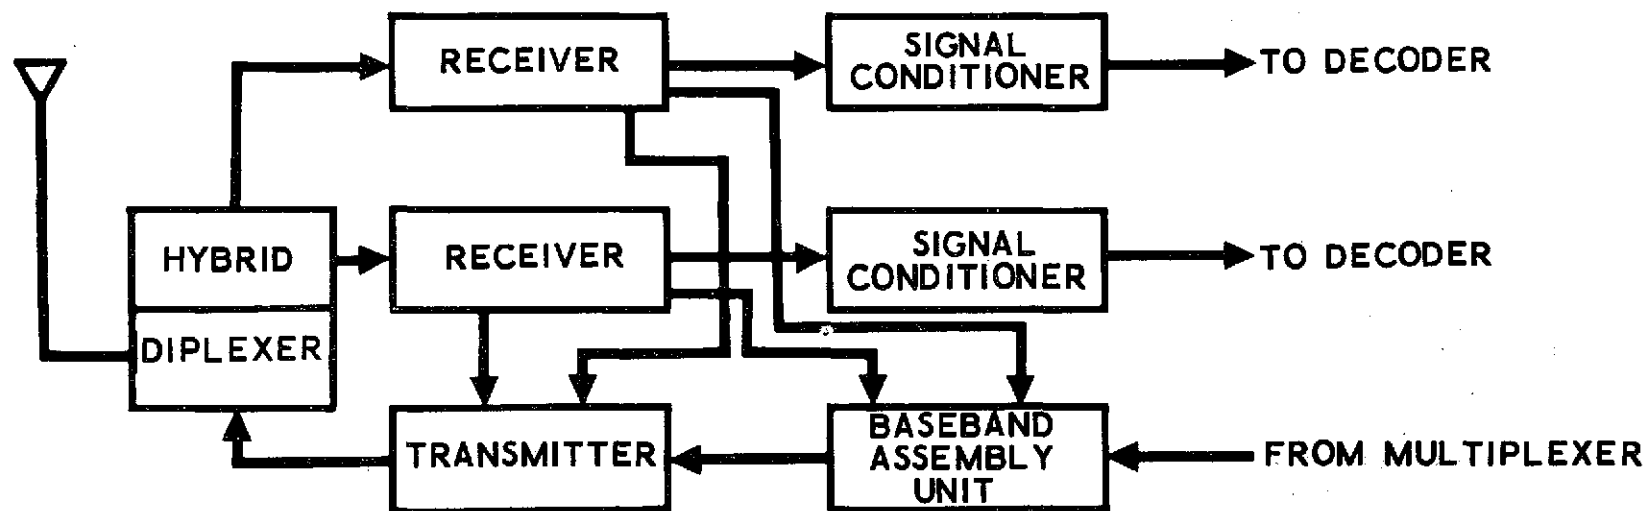 RECEIVER
SIGNAL
CONDITIONER
TO DECODER
HYBRID
DIPLEXER
RECEIVER
SIGNAL
CONDITIONER
TO DECODER
TRANSMITTER
BASEBAND
ASSEMBLY
UNIT
FROM MULTIPLEXER